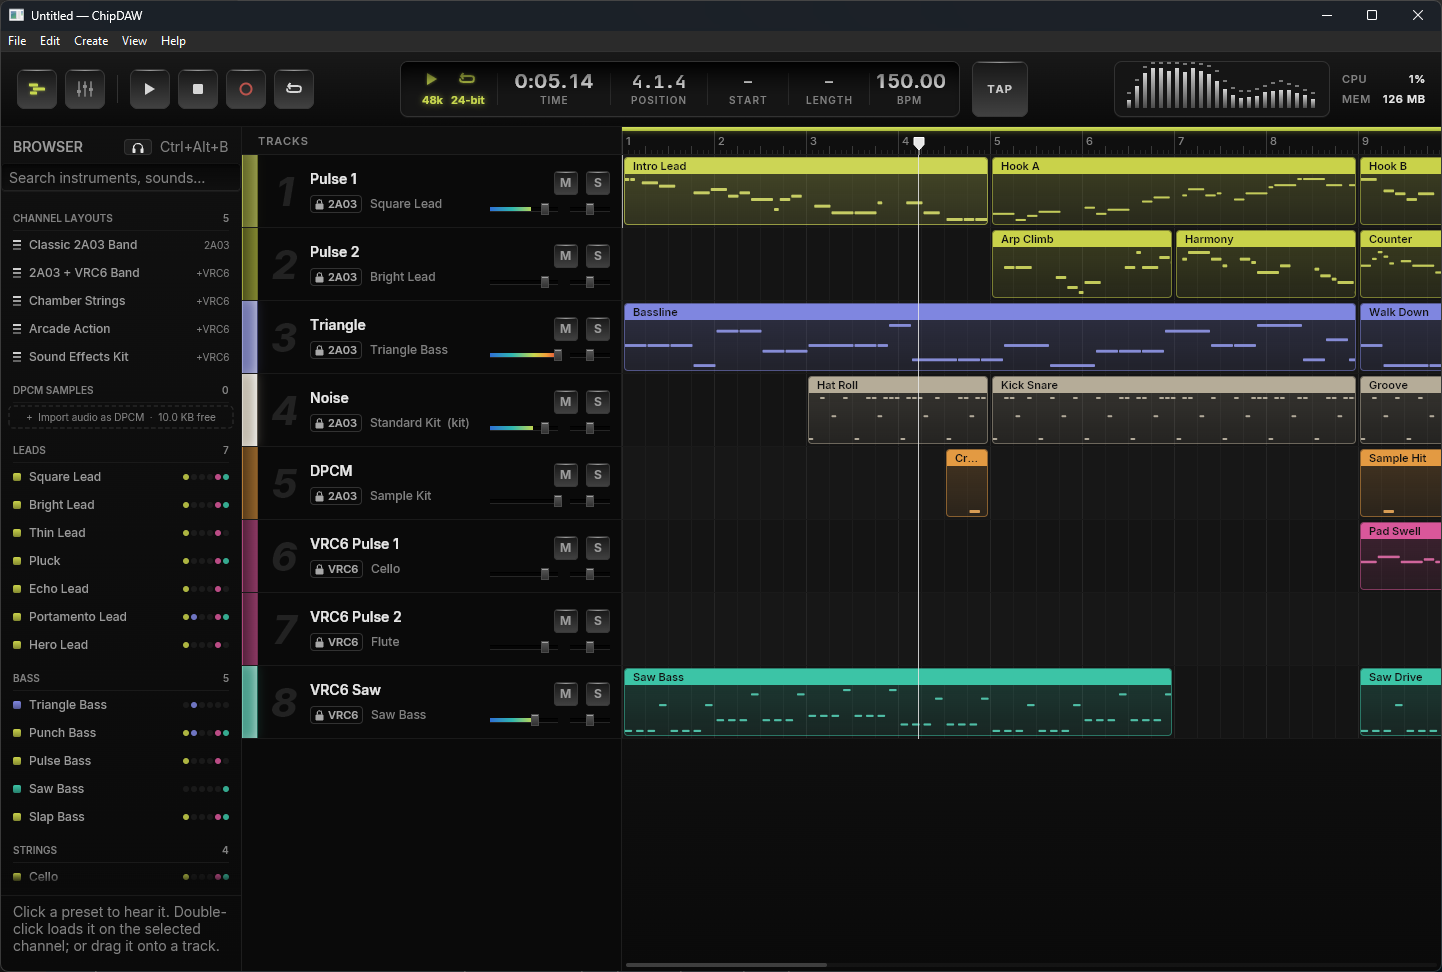 Untitled — ChipDAW
File Edit Create View Help
48k 24-bit
0:05.14
TIME
4.1.4
POSITION
–
START
–
LENGTH
150.00
BPM
TAP
CPU 1%
MEM 126 MB
BROWSER Ctrl+Alt+B
Search instruments, sounds...
CHANNEL LAYOUTS 5
Classic 2A03 Band 2A03
2A03 + VRC6 Band +VRC6
Chamber Strings +VRC6
Arcade Action +VRC6
Sound Effects Kit +VRC6
DPCM SAMPLES 0
+ Import audio as DPCM · 10.0 KB free
LEADS 7
Square Lead
Bright Lead
Thin Lead
Pluck
Echo Lead
Portamento Lead
Hero Lead
BASS 5
Triangle Bass
Punch Bass
Pulse Bass
Saw Bass
Slap Bass
STRINGS 4
Cello
Click a preset to hear it. Double-
click loads it on the selected
channel; or drag it onto a track.
TRACKS
1 Pulse 1 M S
2A03 Square Lead
2 Pulse 2 M S
2A03 Bright Lead
3 Triangle M S
2A03 Triangle Bass
4 Noise M S
2A03 Standard Kit (kit)
5 DPCM M S
2A03 Sample Kit
6 VRC6 Pulse 1 M S
VRC6 Cello
7 VRC6 Pulse 2 M S
VRC6 Flute
8 VRC6 Saw M S
VRC6 Saw Bass
1 2 3 4 5 6 7 8 9
Intro Lead Hook A Hook B
Arp Climb Harmony Counter
Bassline Walk Down
Hat Roll Kick Snare Groove
Cr... Sample Hit
Pad Swell
Saw Bass Saw Drive